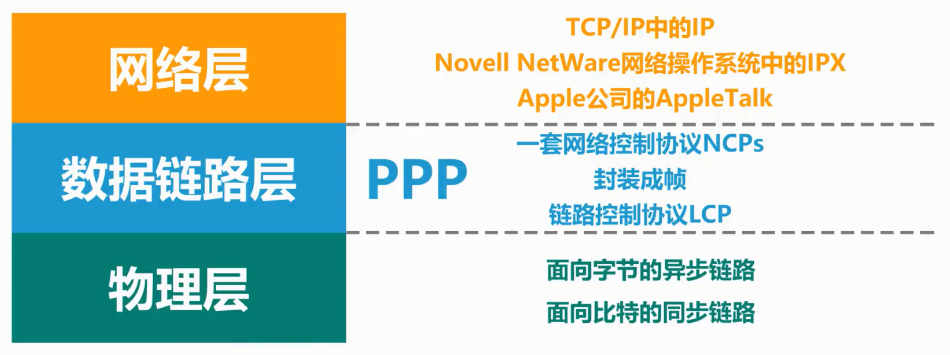 网络层
TCP/IP中的IP
Novell NetWare网络操作系统中的IPX
Apple公司的AppleTalk
数据链路层
PPP
一套网络控制协议NCPs
封装成帧
链路控制协议LCP
物理层
面向字节的异步链路
面向比特的同步链路